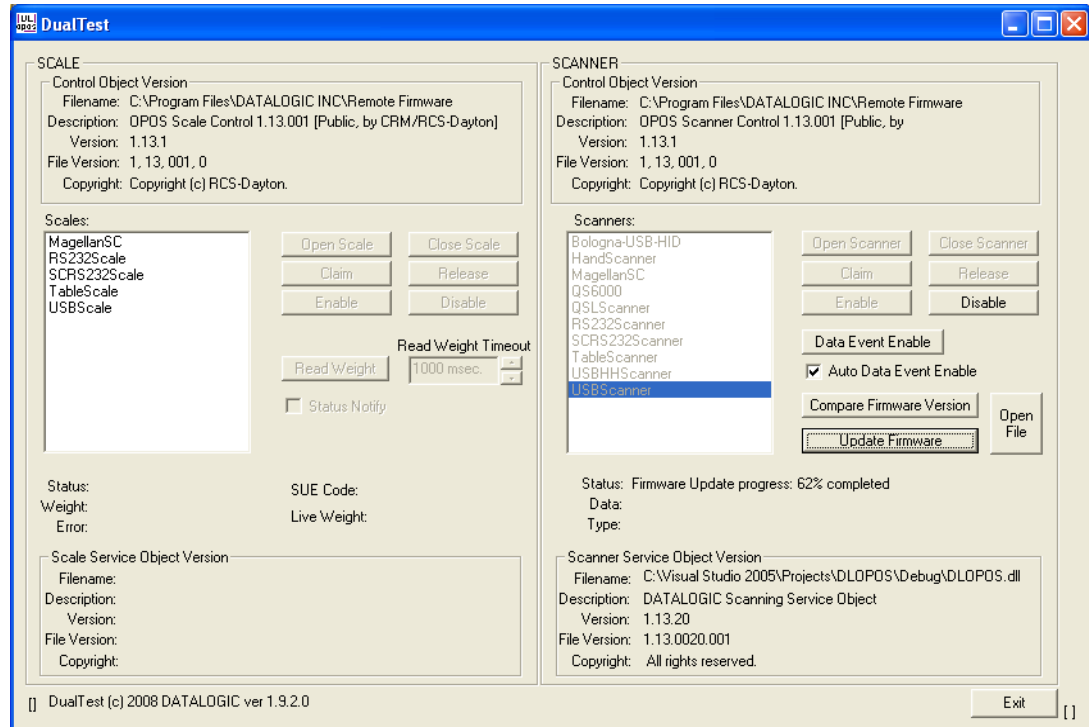 UL opos DualTest
SCALE
Control Object Version
Filename: C:\Program Files\DATALOGIC INC\Remote Firmware
Description: OPOS Scale Control 1.13.001 [Public, by CRM/RCS-Dayton]
Version: 1.13.1
File Version: 1, 13, 001, 0
Copyright: Copyright (c) RCS-Dayton.
Scales:
MagellanSC
RS232Scale
SCRS232Scale
TableScale
USBScale
Open Scale Close Scale
Claim Release
Enable Disable
Read Weight Timeout
Read Weight 1000 msec.
Status Notify
Status:
Weight:
Error:
SUE Code:
Live Weight:
Scale Service Object Version
Filename:
Description:
Version:
File Version:
Copyright:
SCANNER
Control Object Version
Filename: C:\Program Files\DATALOGIC INC\Remote Firmware
Description: OPOS Scanner Control 1.13.001 [Public, by
Version: 1.13.1
File Version: 1, 13, 001, 0
Copyright: Copyright (c) RCS-Dayton.
Scanners:
Bologna-USB-HID
HandScanner
MagellanSC
QS6000
QSLScanner
RS232Scanner
SCRS232Scanner
TableScanner
USBHHScanner
USBScanner
Open Scanner Close Scanner
Claim Release
Enable Disable
Data Event Enable
Auto Data Event Enable
Compare Firmware Version
Update Firmware
Open
File
Status: Firmware Update progress: 62% completed
Data:
Type:
Scanner Service Object Version
Filename: C:\Visual Studio 2005\Projects\DLOPOS\Debug\DLOPOS.dll
Description: DATALOGIC Scanning Service Object
Version: 1.13.20
File Version: 1.13.0020.001
Copyright: All rights reserved.
[] DualTest (c) 2008 DATALOGIC ver 1.9.2.0
Exit [ ]